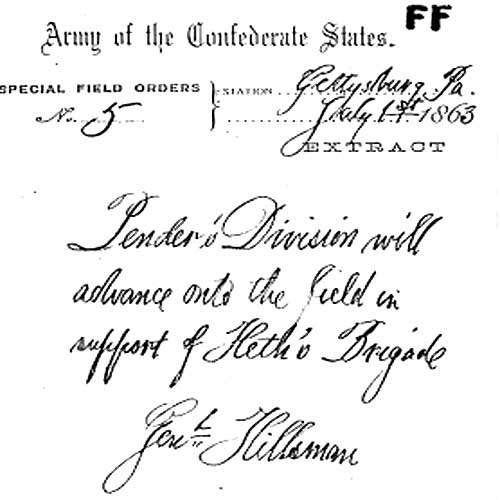 FF
Army of the Confederate States.
SPECIAL FIELD ORDERS
No. 5
STATION Gettysburg, Pa.
July 1st 1863
EXTRACT
Pender's Division will
advance onto the field in
support of Heth's Brigade
Genl Hillsman